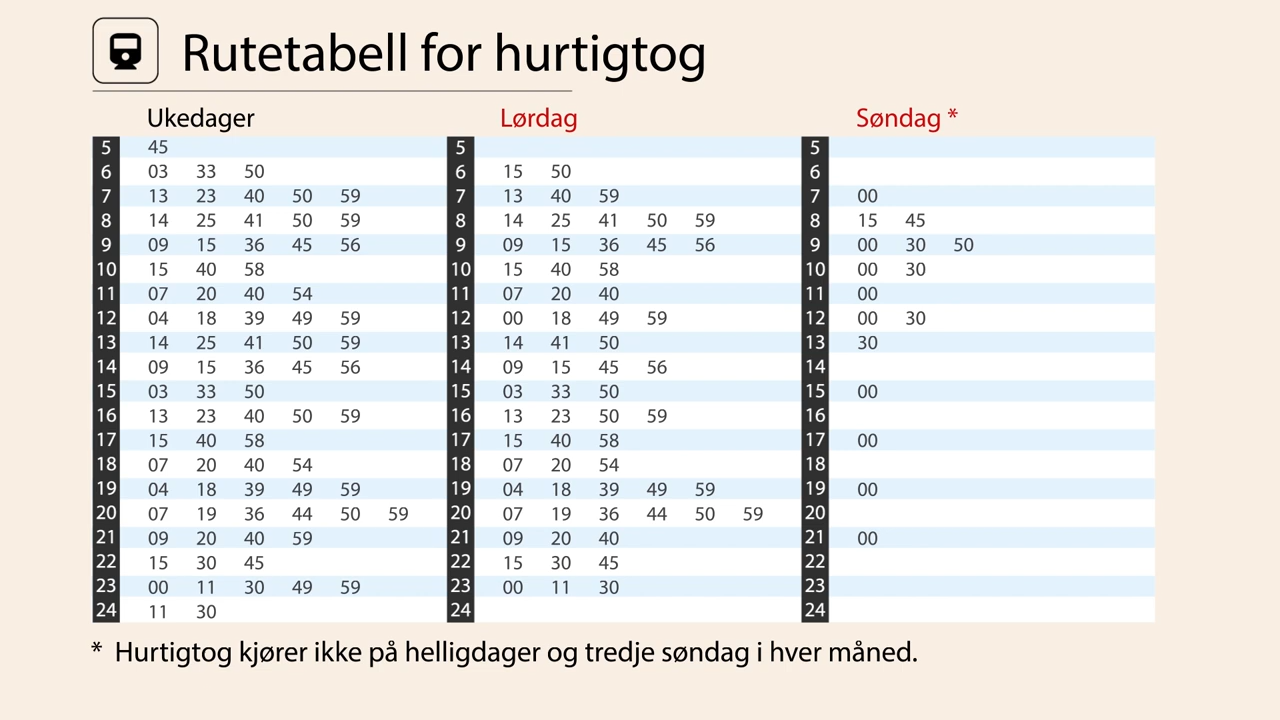 Rutetabell for hurtigtog
Ukedager Lørdag Søndag *
5 45 5 5
6 03 33 50 6 15 50 6
7 13 23 40 50 59 7 13 40 59 7 00
8 14 25 41 50 59 8 14 25 41 50 59 8 15 45
9 09 15 36 45 56 9 09 15 36 45 56 9 00 30 50
10 15 40 58 10 15 40 58 10 00 30
11 07 20 40 54 11 07 20 40 11 00
12 04 18 39 49 59 12 00 18 49 59 12 00 30
13 14 25 41 50 59 13 14 41 50 13 30
14 09 15 36 45 56 14 09 15 45 56 14
15 03 33 50 15 03 33 50 15 00
16 13 23 40 50 59 16 13 23 50 59 16
17 15 40 58 17 15 40 58 17 00
18 07 20 40 54 18 07 20 54 18
19 04 18 39 49 59 19 04 18 39 49 59 19 00
20 07 19 36 44 50 59 20 07 19 36 44 50 59 20
21 09 20 40 59 21 09 20 40 21 00
22 15 30 45 22 15 30 45 22
23 00 11 30 49 59 23 00 11 30 23
24 11 30 24 24
* Hurtigtog kjører ikke på helligdager og tredje søndag i hver måned.